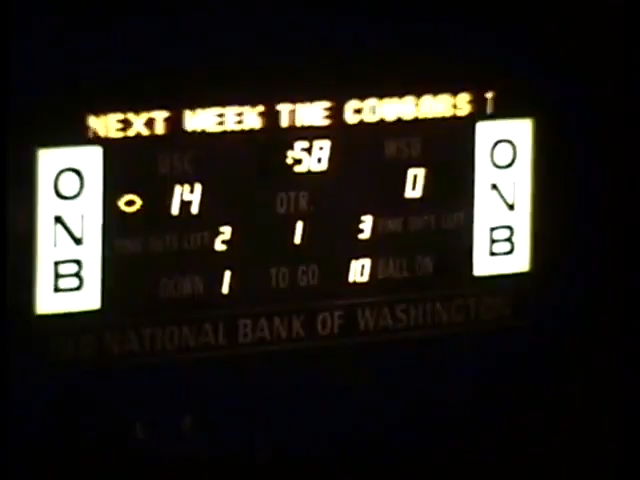 NEXT WEEK THE COUGARS
ONB
USC :58 WSU
14 QTR. 0
TIME OUTS LEFT 2 1 3 TIME OUTS LEFT
DOWN 1 TO GO 10 BALL ON
ONB
OLD NATIONAL BANK OF WASHINGTON